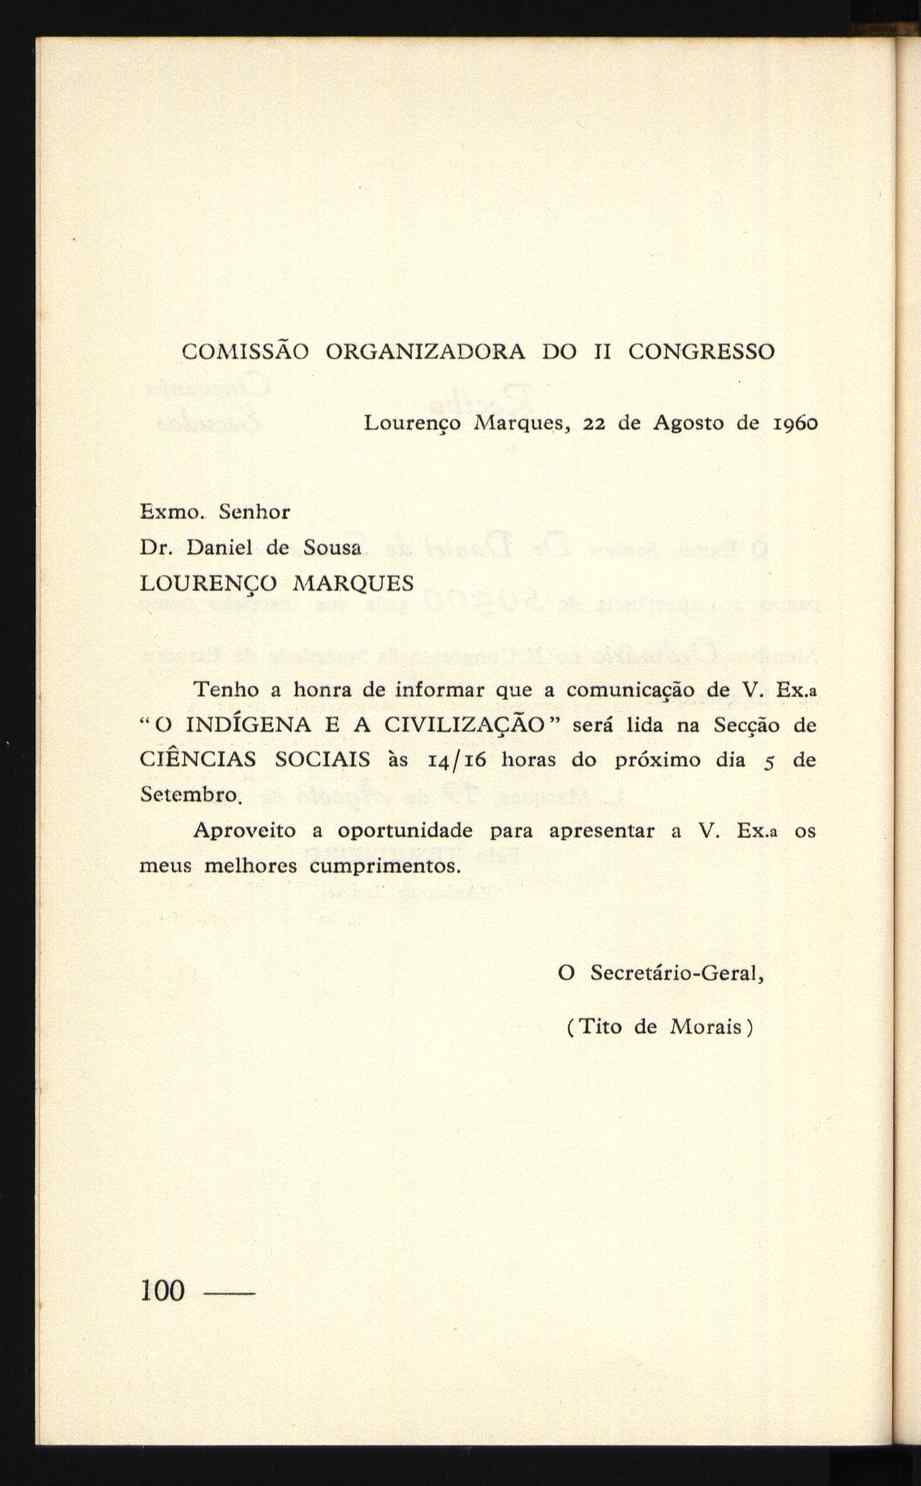 COMISSÃO ORGANIZADORA DO II CONGRESSO
Lourenço Marques, 22 de Agosto de 1960
Exmo. Senhor
Dr. Daniel de Sousa
LOURENÇO MARQUES
Tenho a honra de informar que a comunicação de V. Ex.a
“O INDÍGENA E A CIVILIZAÇÃO” será lida na Secção de
CIÊNCIAS SOCIAIS às 14/16 horas do próximo dia 5 de
Setembro.
Aproveito a oportunidade para apresentar a V. Ex.a os
meus melhores cumprimentos.
O Secretário-Geral,
(Tito de Morais)
100 —